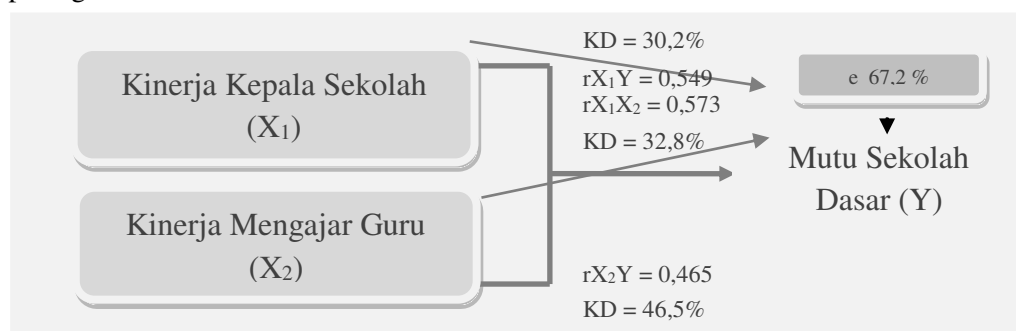 Kinerja Kepala Sekolah
(X₁)
Kinerja Mengajar Guru
(X₂)
KD = 30,2%
rX₁Y = 0,549
rX₁X₂ = 0,573
KD = 32,8%
rX₂Y = 0,465
KD = 46,5%
e 67,2 %
Mutu Sekolah
Dasar (Y)